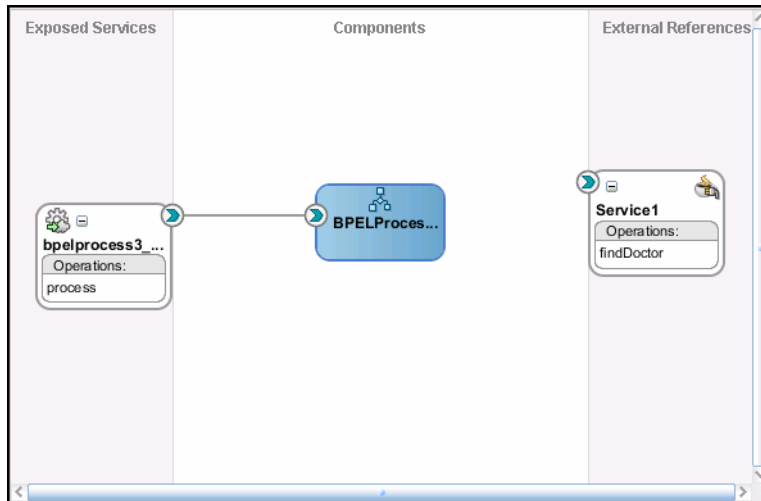 Exposed Services
Components
External References
bpelprocess3_...
Operations:
process
BPELProces...
Service1
Operations:
findDoctor